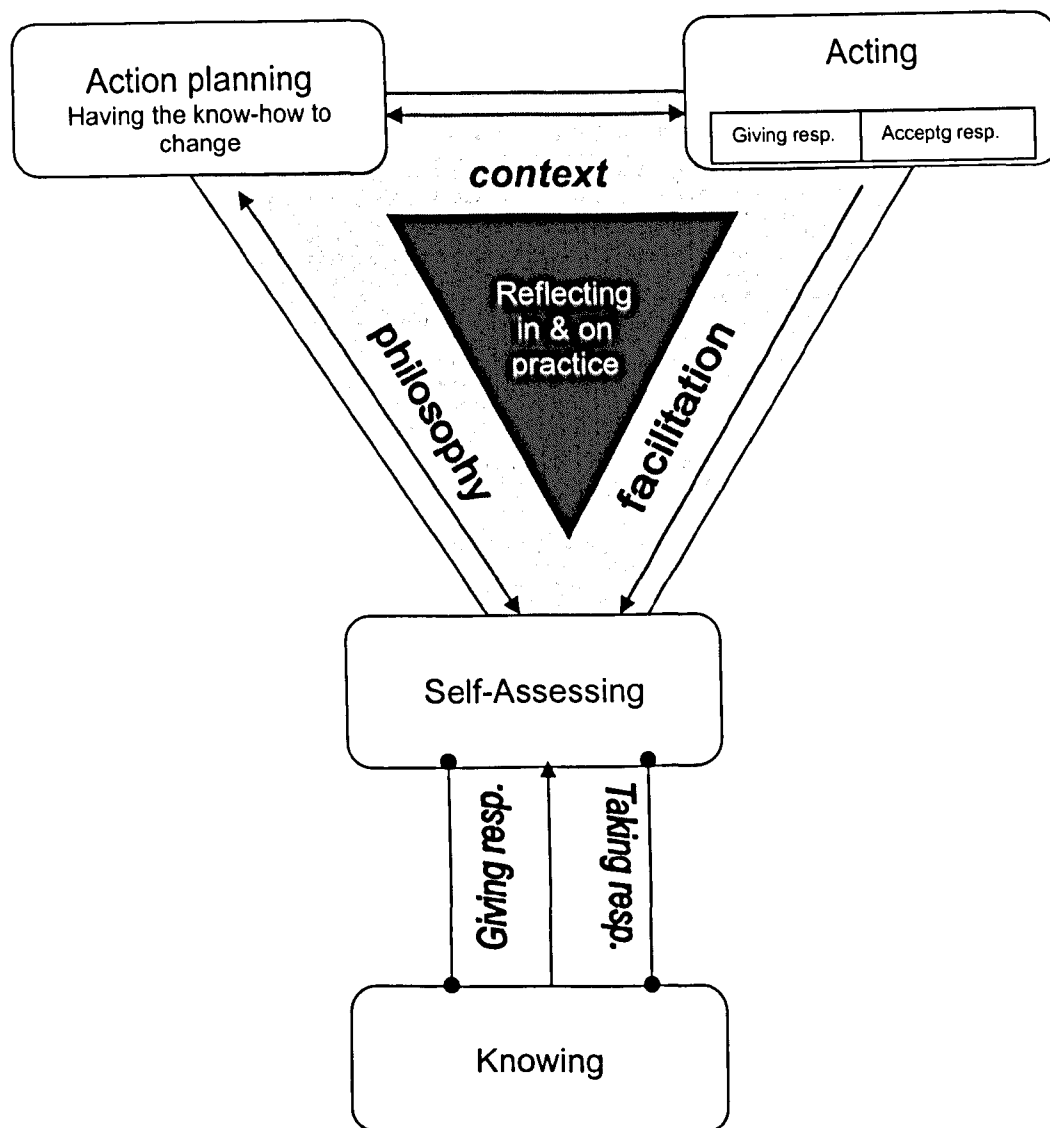 Action planning
Having the know-how to
change
Acting
Giving resp.
Acceptg resp.
context
Reflecting
in & on
practice
philosophy
facilitation
Self-Assessing
Giving resp.
Taking resp.
Knowing